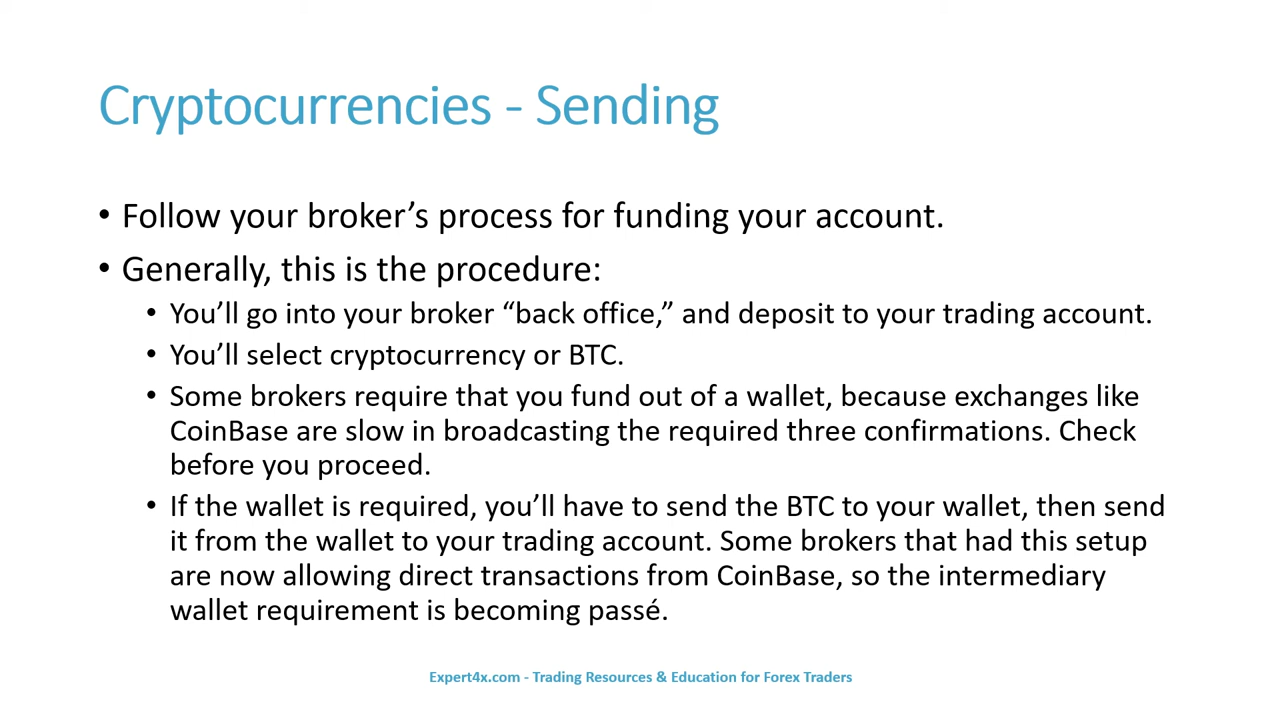 Cryptocurrencies - Sending
• Follow your broker’s process for funding your account.
• Generally, this is the procedure:
• You’ll go into your broker “back office,” and deposit to your trading account.
• You’ll select cryptocurrency or BTC.
• Some brokers require that you fund out of a wallet, because exchanges like
CoinBase are slow in broadcasting the required three confirmations. Check
before you proceed.
• If the wallet is required, you’ll have to send the BTC to your wallet, then send
it from the wallet to your trading account. Some brokers that had this setup
are now allowing direct transactions from CoinBase, so the intermediary
wallet requirement is becoming passé.
Expert4x.com - Trading Resources & Education for Forex Traders